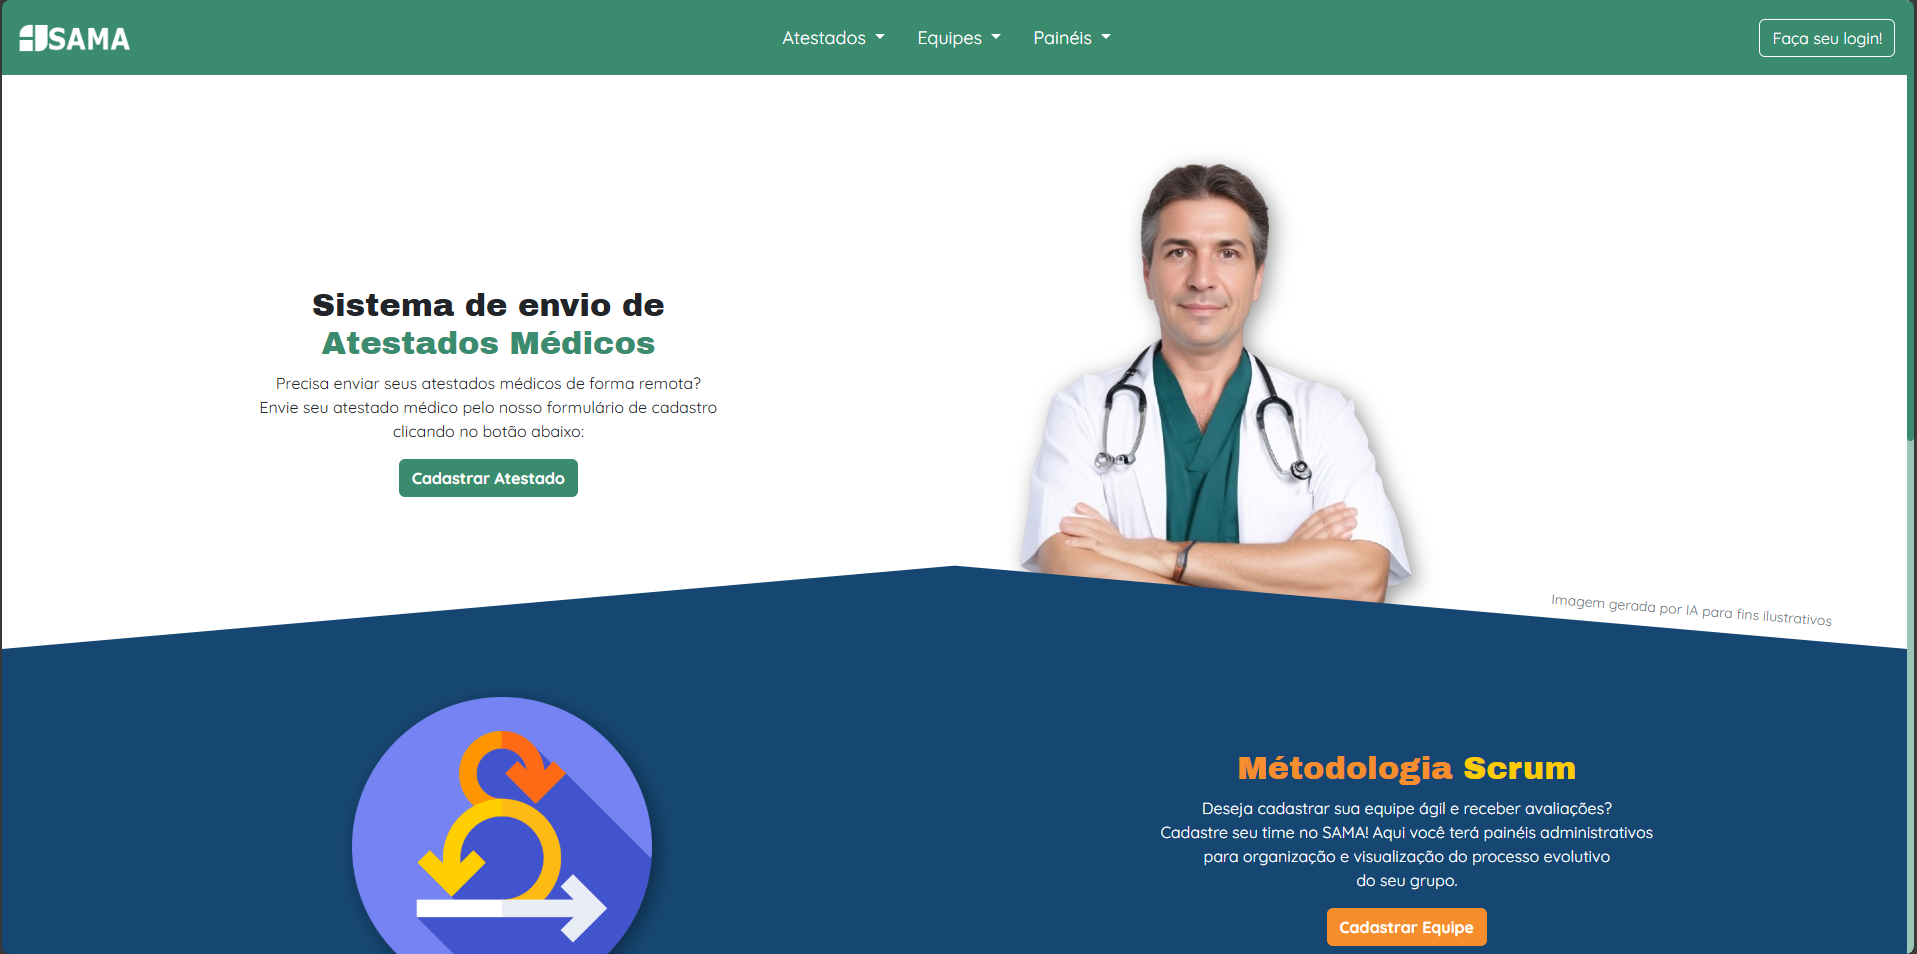 SAMA
Atestados
Equipes
Painéis
Faça seu login!
Sistema de envio de
Atestados Médicos
Precisa enviar seus atestados médicos de forma remota?
Envie seu atestado médico pelo nosso formulário de cadastro
clicando no botão abaixo:
Cadastrar Atestado
Imagem gerada por IA para fins ilustrativos
Métodologia Scrum
Deseja cadastrar sua equipe ágil e receber avaliações?
Cadastre seu time no SAMA! Aqui você terá painéis administrativos
para organização e visualização do processo evolutivo
do seu grupo.
Cadastrar Equipe